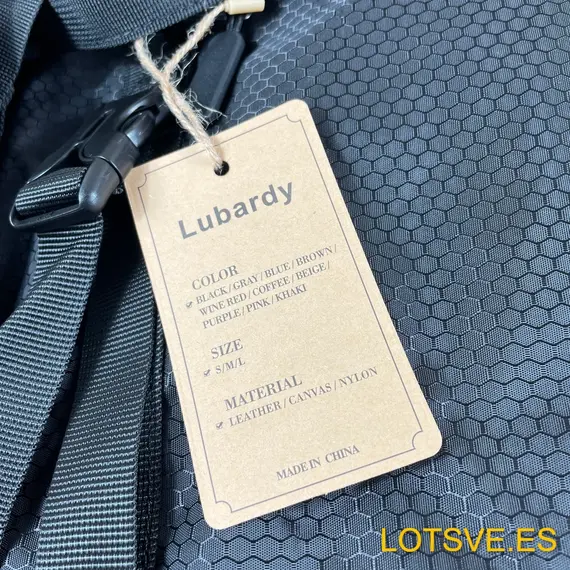 Lubardy
COLOR
BLACK / GRAY / BLUE / BROWN /
WINE RED / COFFEE / BEIGE /
PURPLE / PINK / KHAKI
SIZE
S/M/L
MATERIAL
LEATHER / CANVAS / NYLON
MADE IN CHINA
LOTSVE.ES